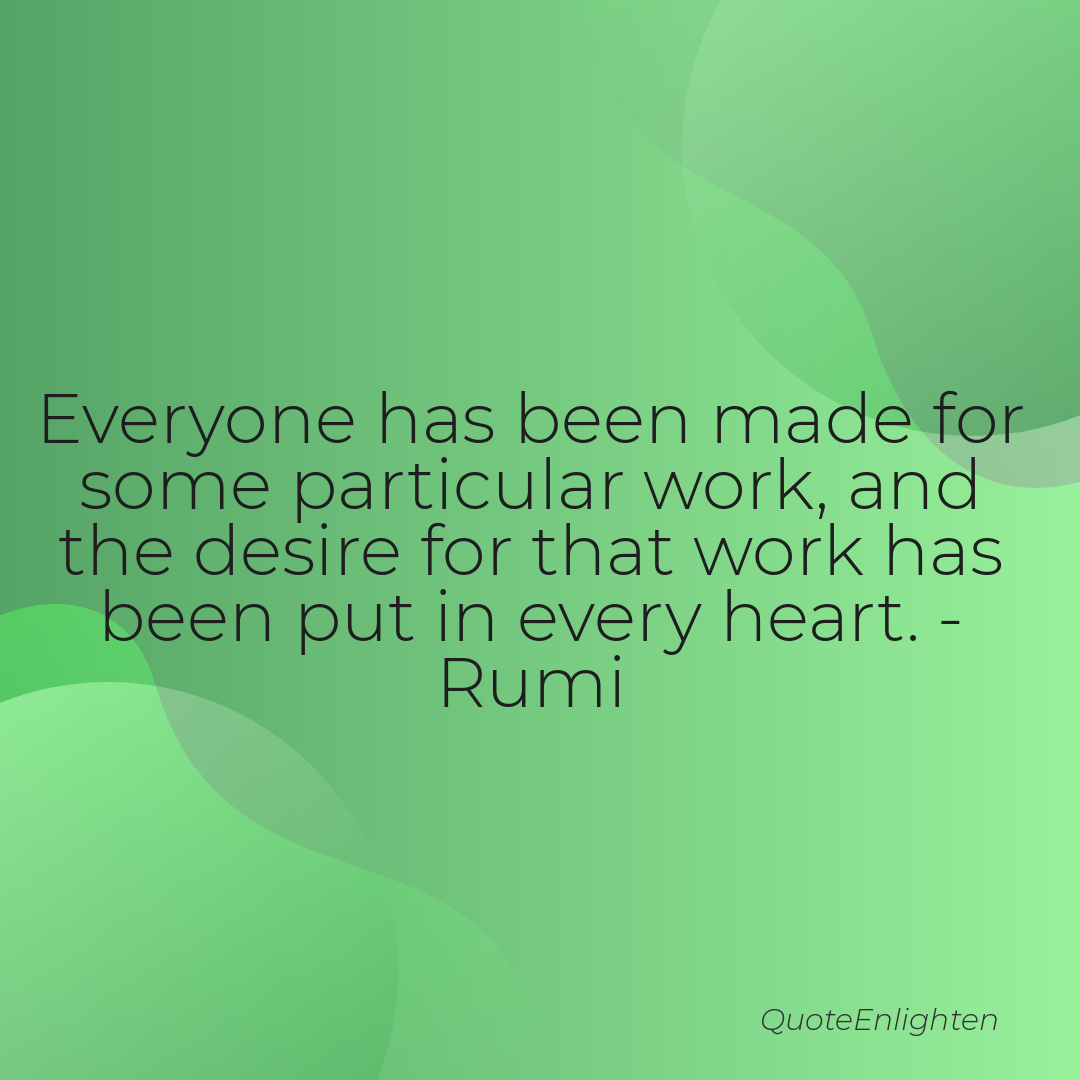 Everyone has been made for
some particular work, and
the desire for that work has
been put in every heart. -
Rumi
QuoteEnlighten